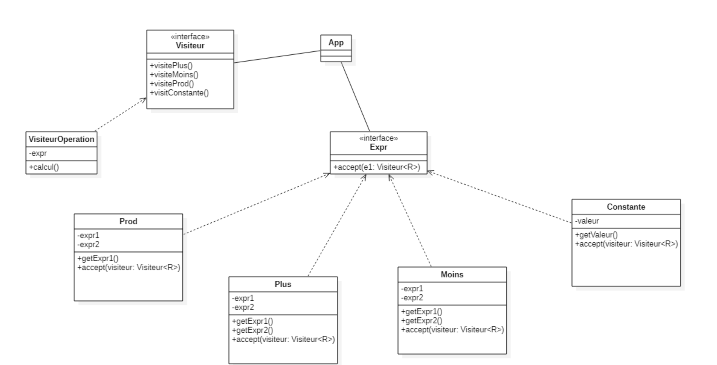 «interface»
Visiteur
+visitePlus()
+visiteMoins()
+visiteProd()
+visitConstante()
App
VisiteurOperation
-expr
+calcul()
«interface»
Expr
+accept(e1: Visiteur<R>)
Prod
-expr1
-expr2
+getExpr1()
+accept(visiteur: Visiteur<R>)
Plus
-expr1
-expr2
+getExpr1()
+getExpr2()
+accept(visiteur: Visiteur<R>)
Moins
-expr1
-expr2
+getExpr1()
+getExpr2()
+accept(visiteur: Visiteur<R>)
Constante
-valeur
+getValeur()
+accept(visiteur: Visiteur<R>)